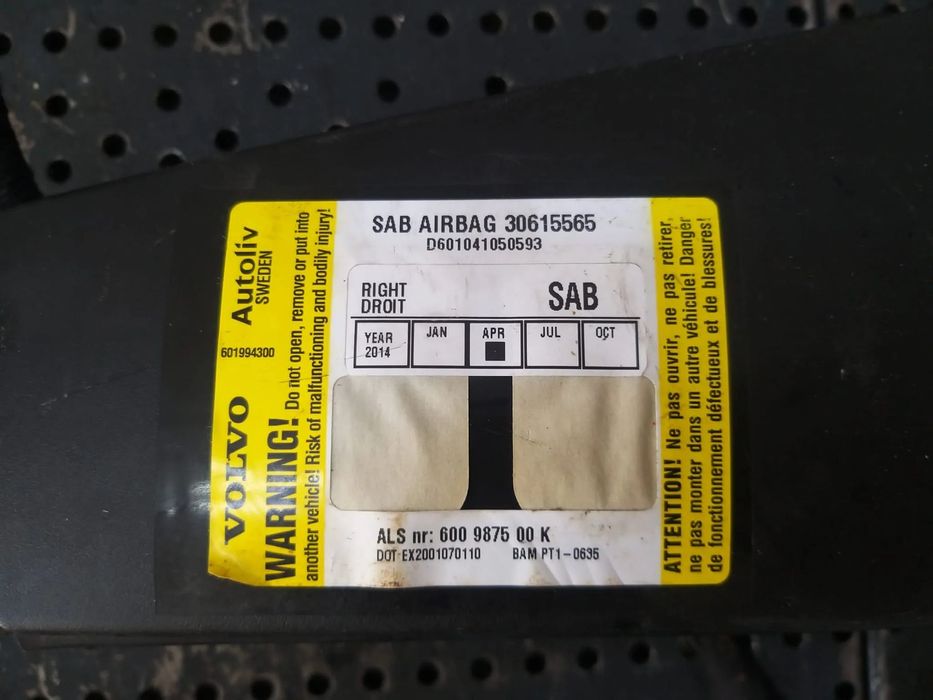 SAB AIRBAG 30615565
D601041050593
RIGHT
DROIT
SAB
YEAR
2014
JAN
APR
JUL
OCT
ALS nr: 600 9875 00 K
DOT-EX2001070110 BAM PT1-0635
VOLVO
601994300
Autoliv
SWEDEN
WARNING! Do not open, remove or put into
another vehicle! Risk of malfunctioning and bodily injury!
ATTENTION! Ne pas ouvrir, ne pas retirer,
ne pas monter dans un autre véhicule! Danger
de fonctionnement défectueux et de blessures!